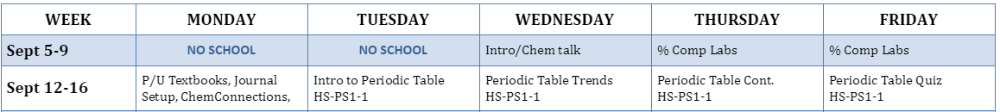 WEEK MONDAY TUESDAY WEDNESDAY THURSDAY FRIDAY
Sept 5-9 NO SCHOOL NO SCHOOL Intro/Chem talk % Comp Labs % Comp Labs
Sept 12-16
P/U Textbooks, Journal
Setup, ChemConnections,
Intro to Periodic Table
HS-PS1-1
Periodic Table Trends
HS-PS1-1
Periodic Table Cont.
HS-PS1-1
Periodic Table Quiz
HS-PS1-1